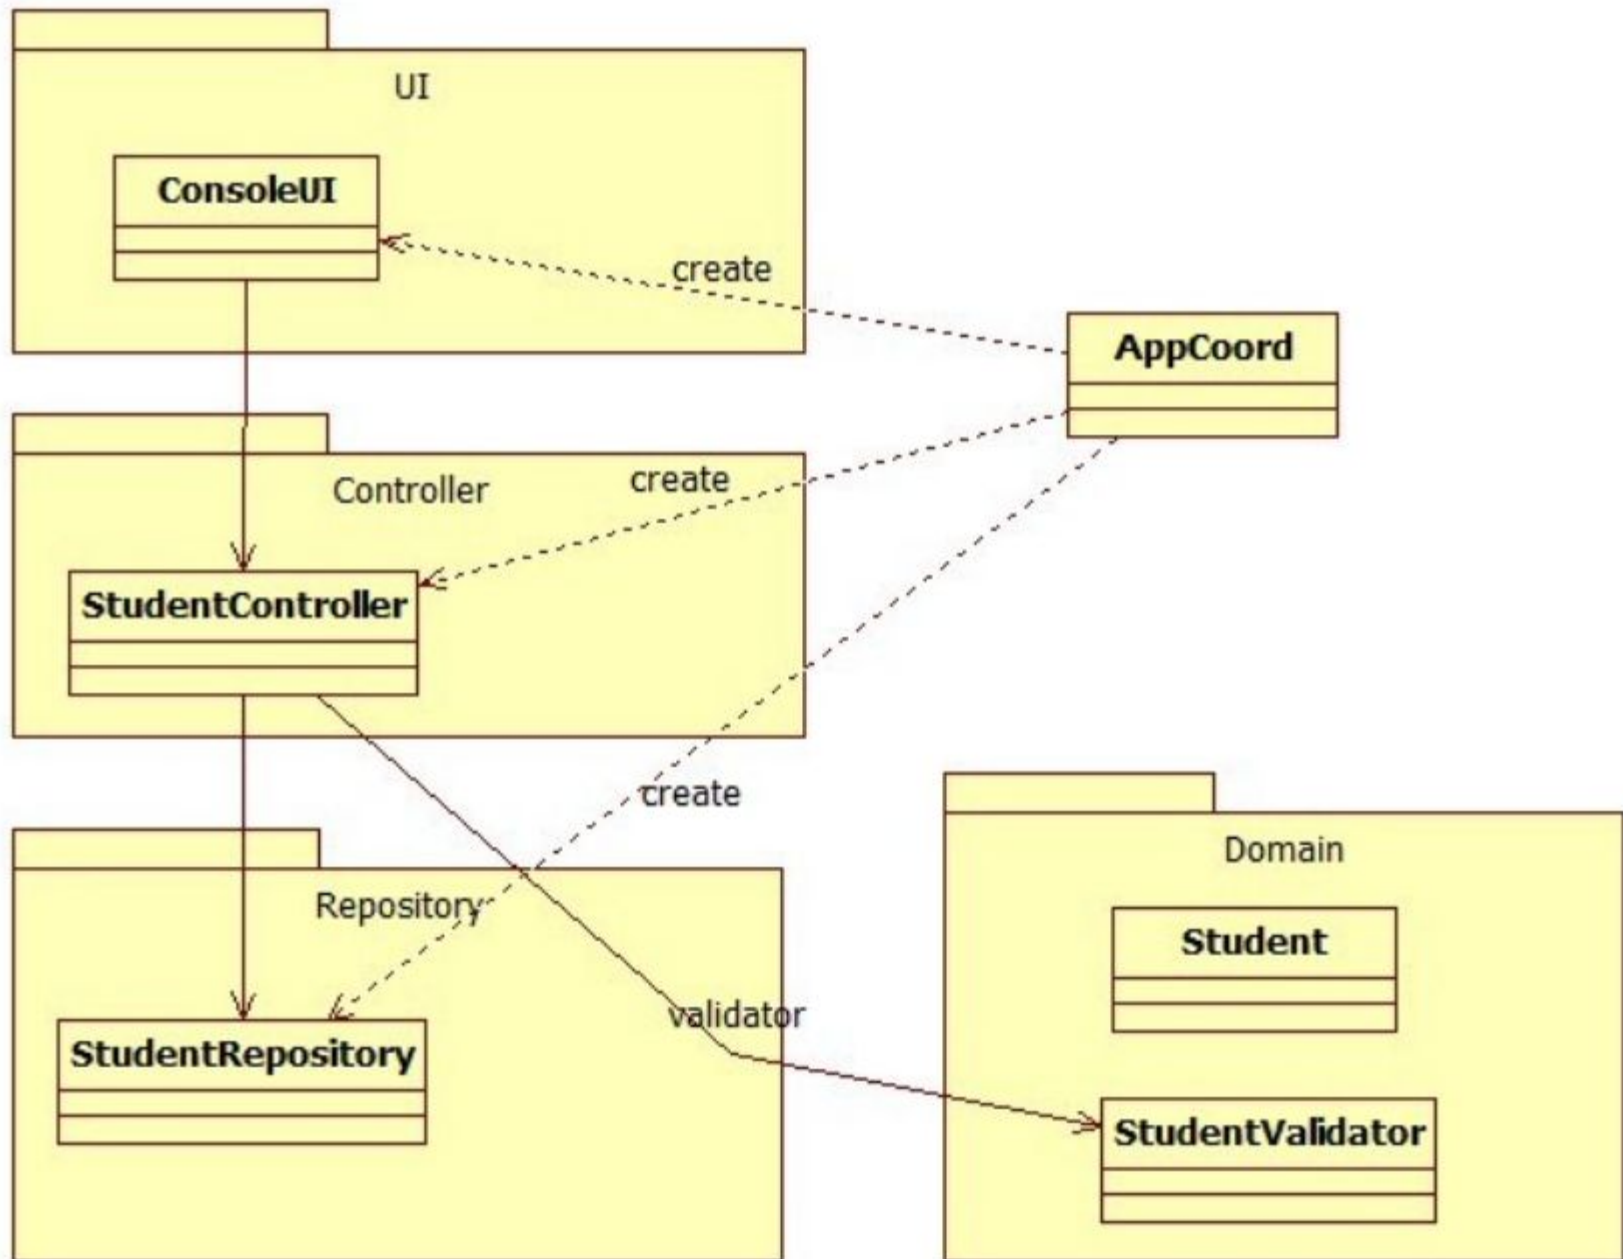 UI
ConsoleUI
create
AppCoord
Controller
create
StudentController
create
Domain
Repository
Student
validator
StudentRepository
StudentValidator